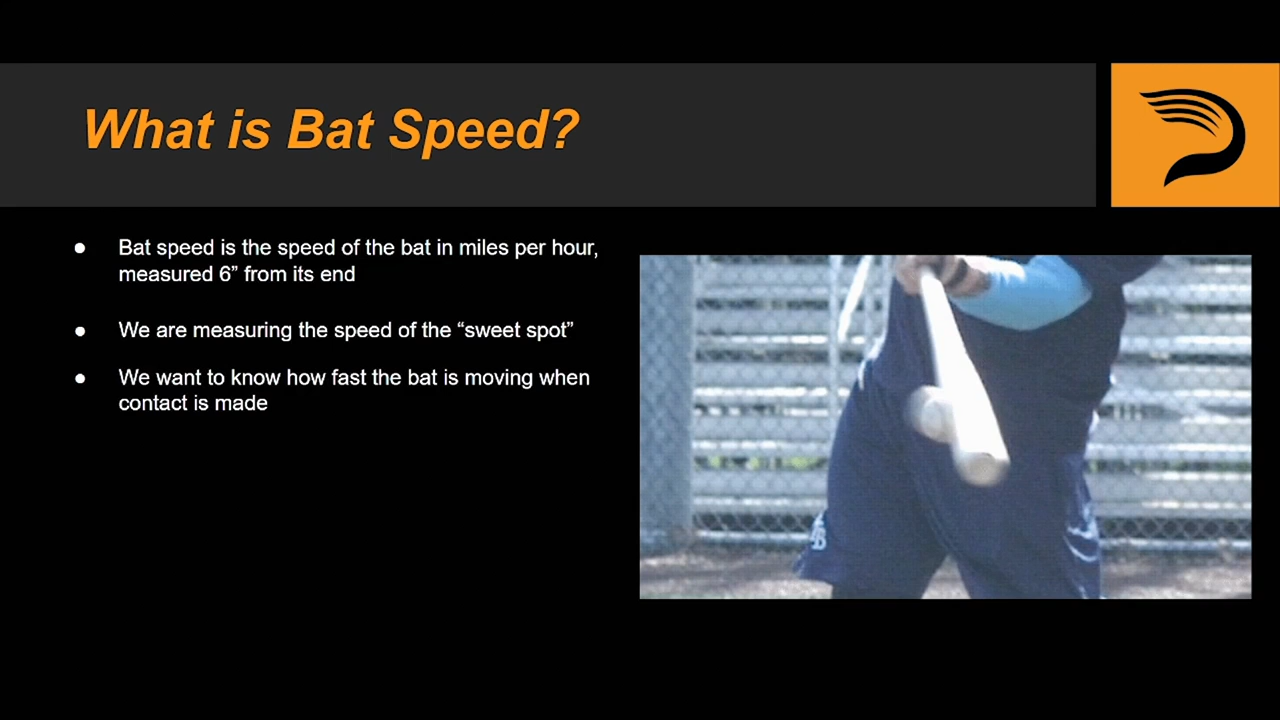 What is Bat Speed?
● Bat speed is the speed of the bat in miles per hour,
measured 6” from its end
● We are measuring the speed of the “sweet spot”
● We want to know how fast the bat is moving when
contact is made